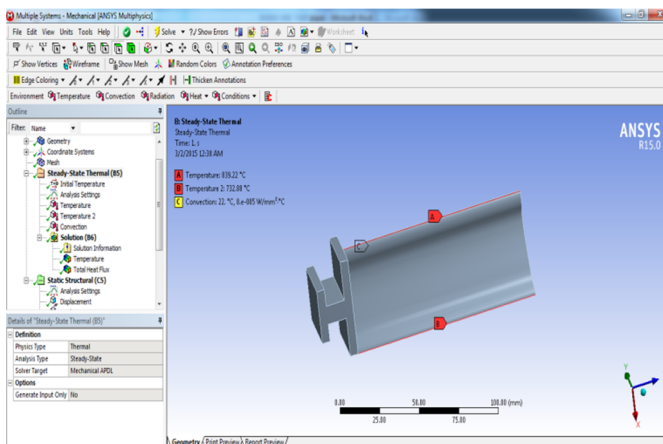 Multiple Systems - Mechanical [ANSYS Multiphysics]
File Edit View Units Tools Help Solve ?/ Show Errors Worksheet
Show Vertices Wireframe Show Mesh Random Colors Annotation Preferences
Edge Coloring Thicken Annotations
Environment Temperature Convection Radiation Heat Conditions
Outline
Filter: Name
Geometry
Coordinate Systems
Mesh
Steady-State Thermal (B5)
Initial Temperature
Analysis Settings
Temperature
Temperature 2
Convection
Solution (B6)
Solution Information
Temperature
Total Heat Flux
Static Structural (C5)
Analysis Settings
Displacement
Details of "Steady-State Thermal (B5)"
Definition
Physics Type Thermal
Analysis Type Steady-State
Solver Target Mechanical APDL
Options
Generate Input Only No
B: Steady-State Thermal
Steady-State Thermal
Time: 1. s
3/2/2015 12:38 AM
A Temperature: 839.22 °C
B Temperature 2: 732.88 °C
C Convection: 22. °C, 8.e-005 W/mm²·°C
ANSYS
R15.0
A
C
B
0.00 50.00 100.00 (mm)
25.00 75.00
Y
X
Geometry Print Preview Report Preview